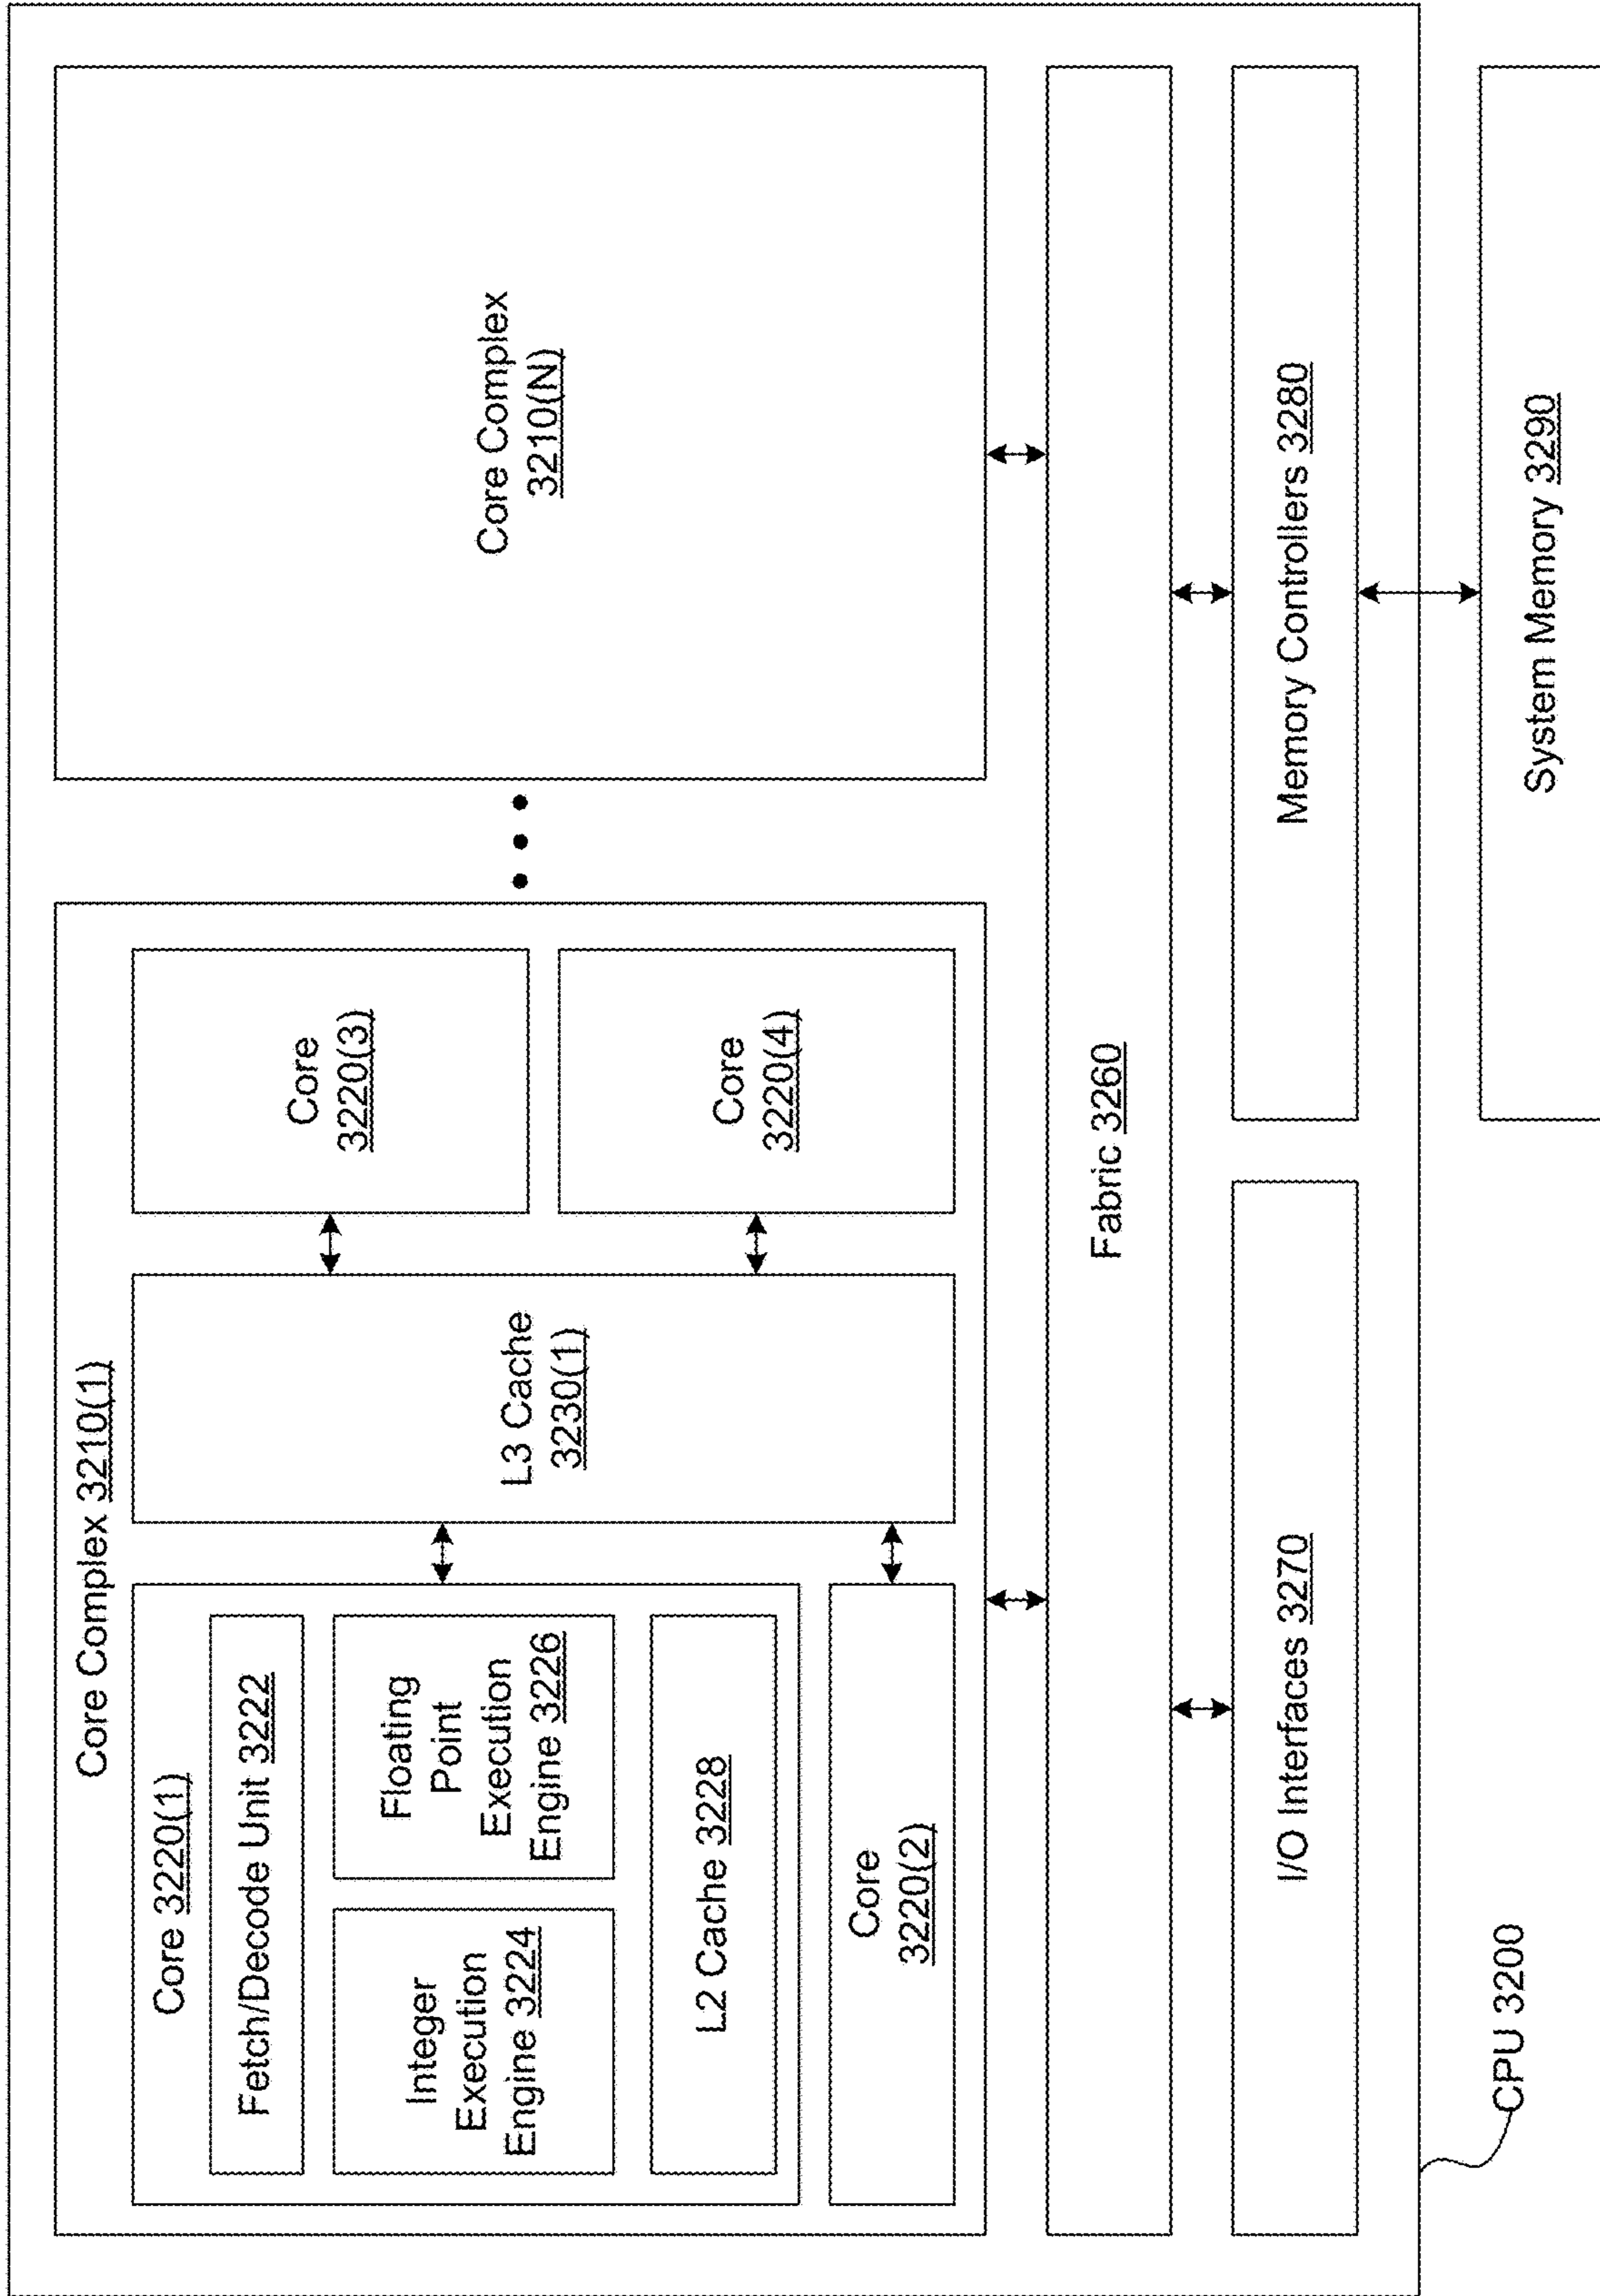 Core Complex 3210(1)
Core 3220(1)
Fetch/Decode Unit 3222
Integer
Execution
Engine 3224
Floating
Point
Execution
Engine 3226
L2 Cache 3228
Core
3220(2)
L3 Cache
3230(1)
Core
3220(3)
Core
3220(4)
Core Complex
3210(N)
Fabric 3260
I/O Interfaces 3270
Memory Controllers 3280
CPU 3200
System Memory 3290